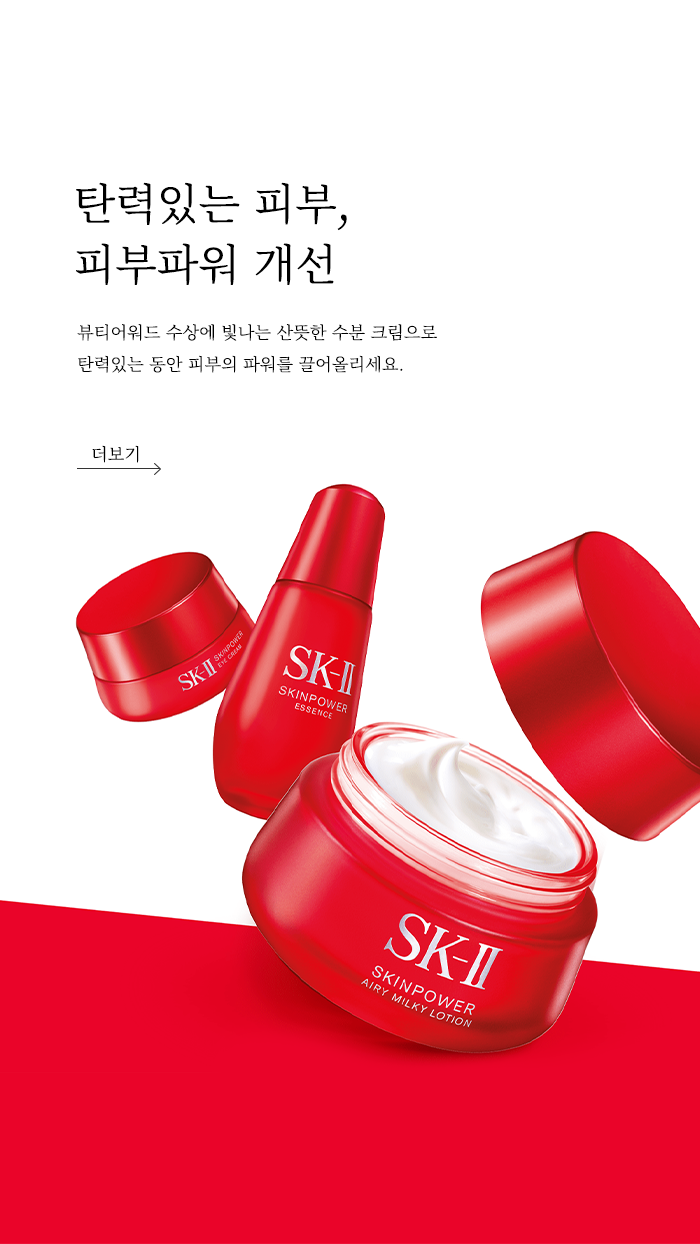 탄력있는 피부,
피부파워 개선
뷰티어워드 수상에 빛나는 산뜻한 수분 크림으로
탄력있는 동안 피부의 파워를 끌어올리세요.
더보기
SK-II
SKINPOWER
EYE CREAM
SK-II
SKINPOWER
ESSENCE
SK-II
SKINPOWER
AIRY MILKY LOTION